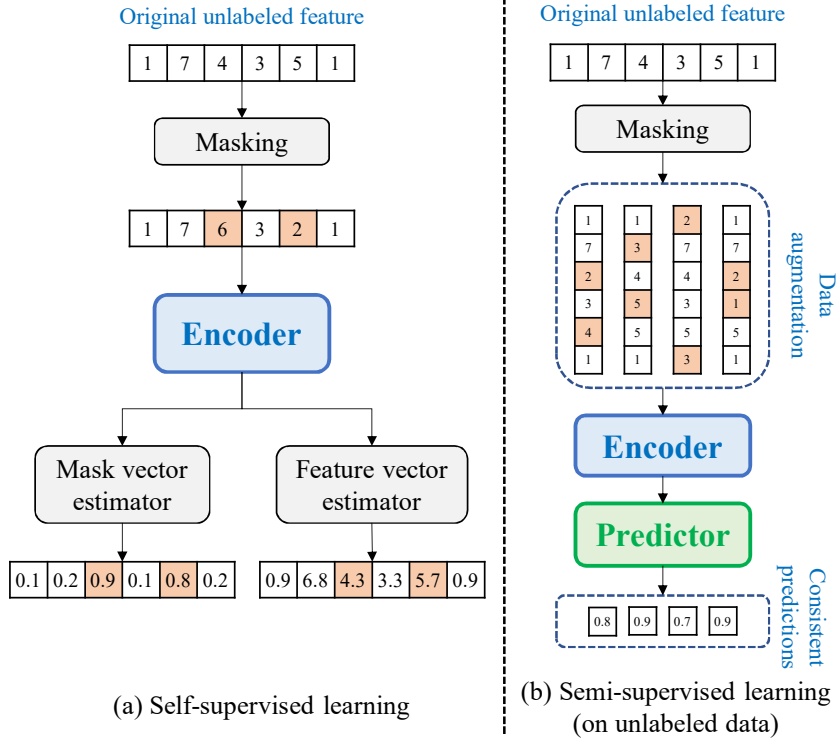 Original unlabeled feature
1 7 4 3 5 1
Masking
1 7 6 3 2 1
Encoder
Mask vector
estimator
Feature vector
estimator
0.1 0.2 0.9 0.1 0.8 0.2
0.9 6.8 4.3 3.3 5.7 0.9
(a) Self-supervised learning
Original unlabeled feature
1 7 4 3 5 1
Masking
1 1 2 1
7 3 7 7
2 4 4 2
3 5 3 1
4 5 5 5
1 1 3 1
Data
augmentation
Encoder
Predictor
0.8 0.9 0.7 0.9
Consistent
predictions
(b) Semi-supervised learning
(on unlabeled data)